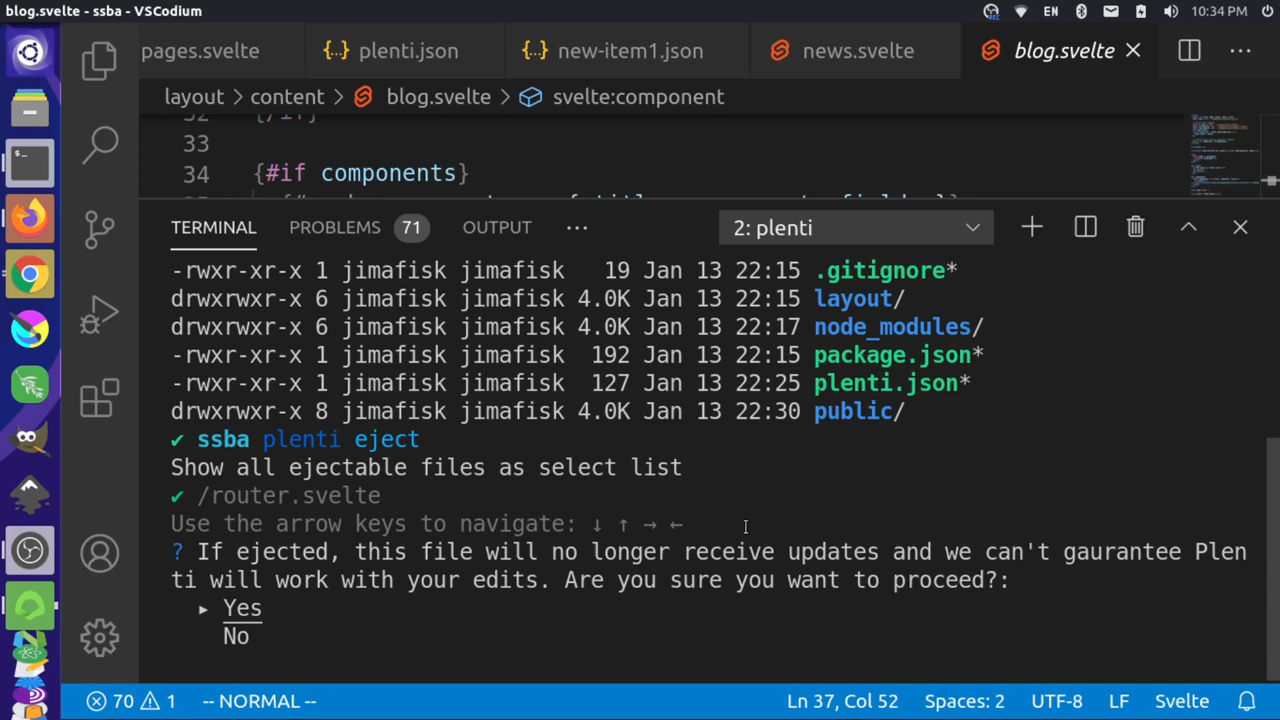 blog.svelte - ssba - VSCodium
EN
10:34 PM
pages.svelte
{} plenti.json
{} new-item1.json
news.svelte
blog.svelte
layout > content > blog.svelte > svelte:component
32 {/if}
33
34 {#if components}
TERMINAL PROBLEMS 71 OUTPUT ...
2: plenti
-rwxr-xr-x 1 jimafisk jimafisk 19 Jan 13 22:15 .gitignore*
drwxrwxr-x 6 jimafisk jimafisk 4.0K Jan 13 22:15 layout/
drwxrwxr-x 6 jimafisk jimafisk 4.0K Jan 13 22:17 node_modules/
-rwxr-xr-x 1 jimafisk jimafisk 192 Jan 13 22:15 package.json*
-rwxr-xr-x 1 jimafisk jimafisk 127 Jan 13 22:25 plenti.json*
drwxrwxr-x 8 jimafisk jimafisk 4.0K Jan 13 22:30 public/
✔ ssba plenti eject
Show all ejectable files as select list
✔ /router.svelte
Use the arrow keys to navigate: ↓ ↑ → ←
? If ejected, this file will no longer receive updates and we can't gaurantee Plen
ti will work with your edits. Are you sure you want to proceed?:
▸ Yes
No
70 1 -- NORMAL -- Ln 37, Col 52 Spaces: 2 UTF-8 LF Svelte